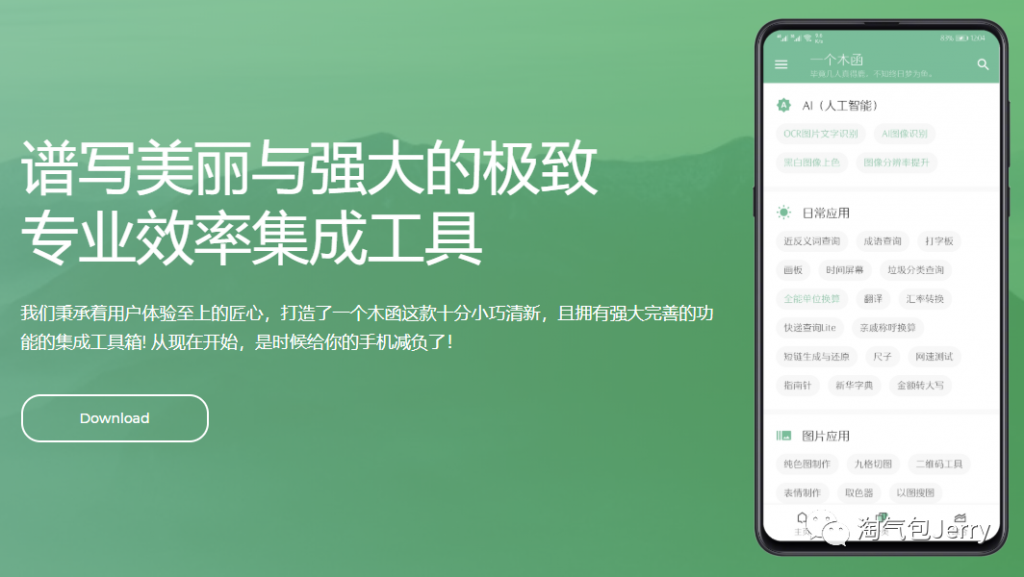 谱写美丽与强大的极致
专业效率集成工具
我们秉承着用户体验至上的匠心，打造了一个木函这款十分小巧清新，且拥有强大完善的功
能的集成工具箱! 从现在开始，是时候给你的手机减负了!
Download
一个木函
AI（人工智能）
OCR图片文字识别 AI图像识别
黑白图像上色 图像分辨率提升
日常应用
近反义词查询 成语查询 打字板
画板 时间屏幕 垃圾分类查询
全能单位换算 翻译 汇率转换
快递查询Lite 亲戚称呼换算
短链生成与还原 尺子 网速测试
指南针 新华字典 金额转大写
图片应用
纯色图制作 九格切图 二维码工具
表情制作 取色器 以图搜图
淘气包Jerry